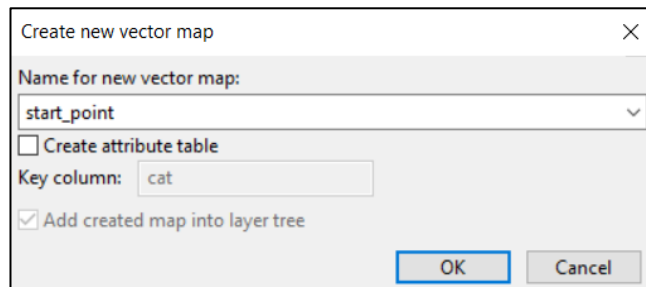 Create new vector map
Name for new vector map:
start_point
Create attribute table
Key column: cat
Add created map into layer tree
OK Cancel